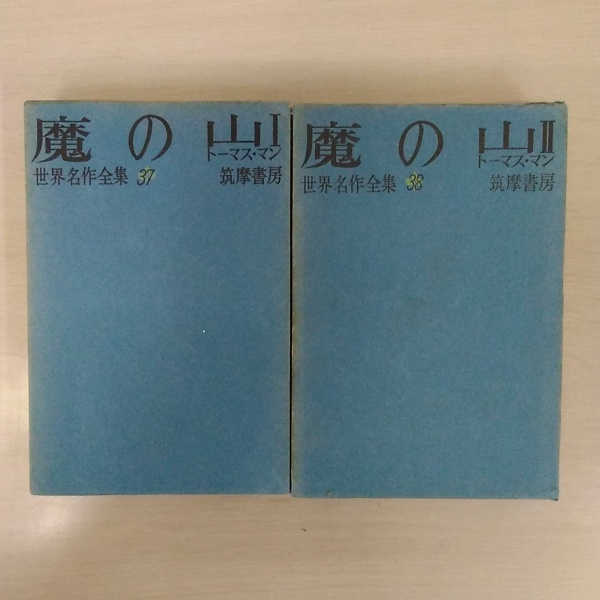 魔の山I
トーマス・マン
世界名作全集 37 筑摩書房
魔の山II
トーマス・マン
世界名作全集 38 筑摩書房